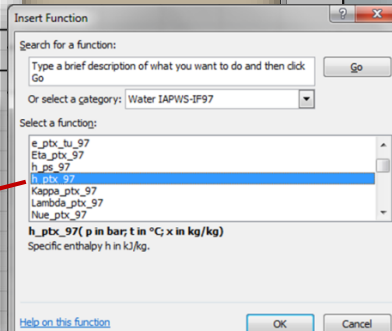 Insert Function
Search for a function:
Type a brief description of what you want to do and then click
Go
Go
Or select a category: Water IAPWS-IF97
Select a function:
e_ptx_tu_97
Eta_ptx_97
h_ps_97
h_ptx_97
Kappa_ptx_97
Lambda_ptx_97
Nue_ptx_97
h_ptx_97( p in bar; t in °C; x in kg/kg)
Specific enthalpy h in kJ/kg.
Help on this function
OK
Cancel